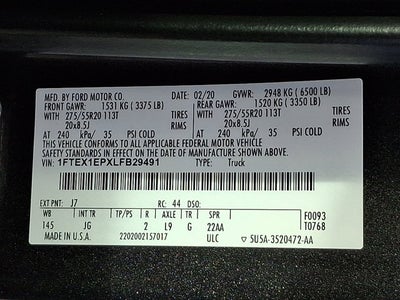 MFD. BY FORD MOTOR CO. DATE: 02/20 GVWR: 2948 KG ( 6500 LB)
FRONT GAWR: 1531 KG ( 3375 LB) REAR GAWR: 1520 KG ( 3350 LB)
WITH 275/55R20 113T TIRES WITH 275/55R20 113T TIRES
20x8.5J RIMS 20x8.5J RIMS
AT 240 kPa/ 35 PSI COLD AT 240 kPa/ 35 PSI COLD
THIS VEHICLE CONFORMS TO ALL APPLICABLE FEDERAL MOTOR VEHICLE
SAFETY STANDARDS IN EFFECT ON THE DATE OF MANUFACTURE SHOWN ABOVE.
VIN: 1FTEX1EPXLFB29491 TYPE: Truck
EXT PNT: J7 RC: 44 DSO:
WB INT TR TP/PS R AXLE TR SPR F0093
145 JG 2 L9 G 22AA T0768
MADE IN U.S.A. 2202002157017 ULC SU5A-3520472-AA